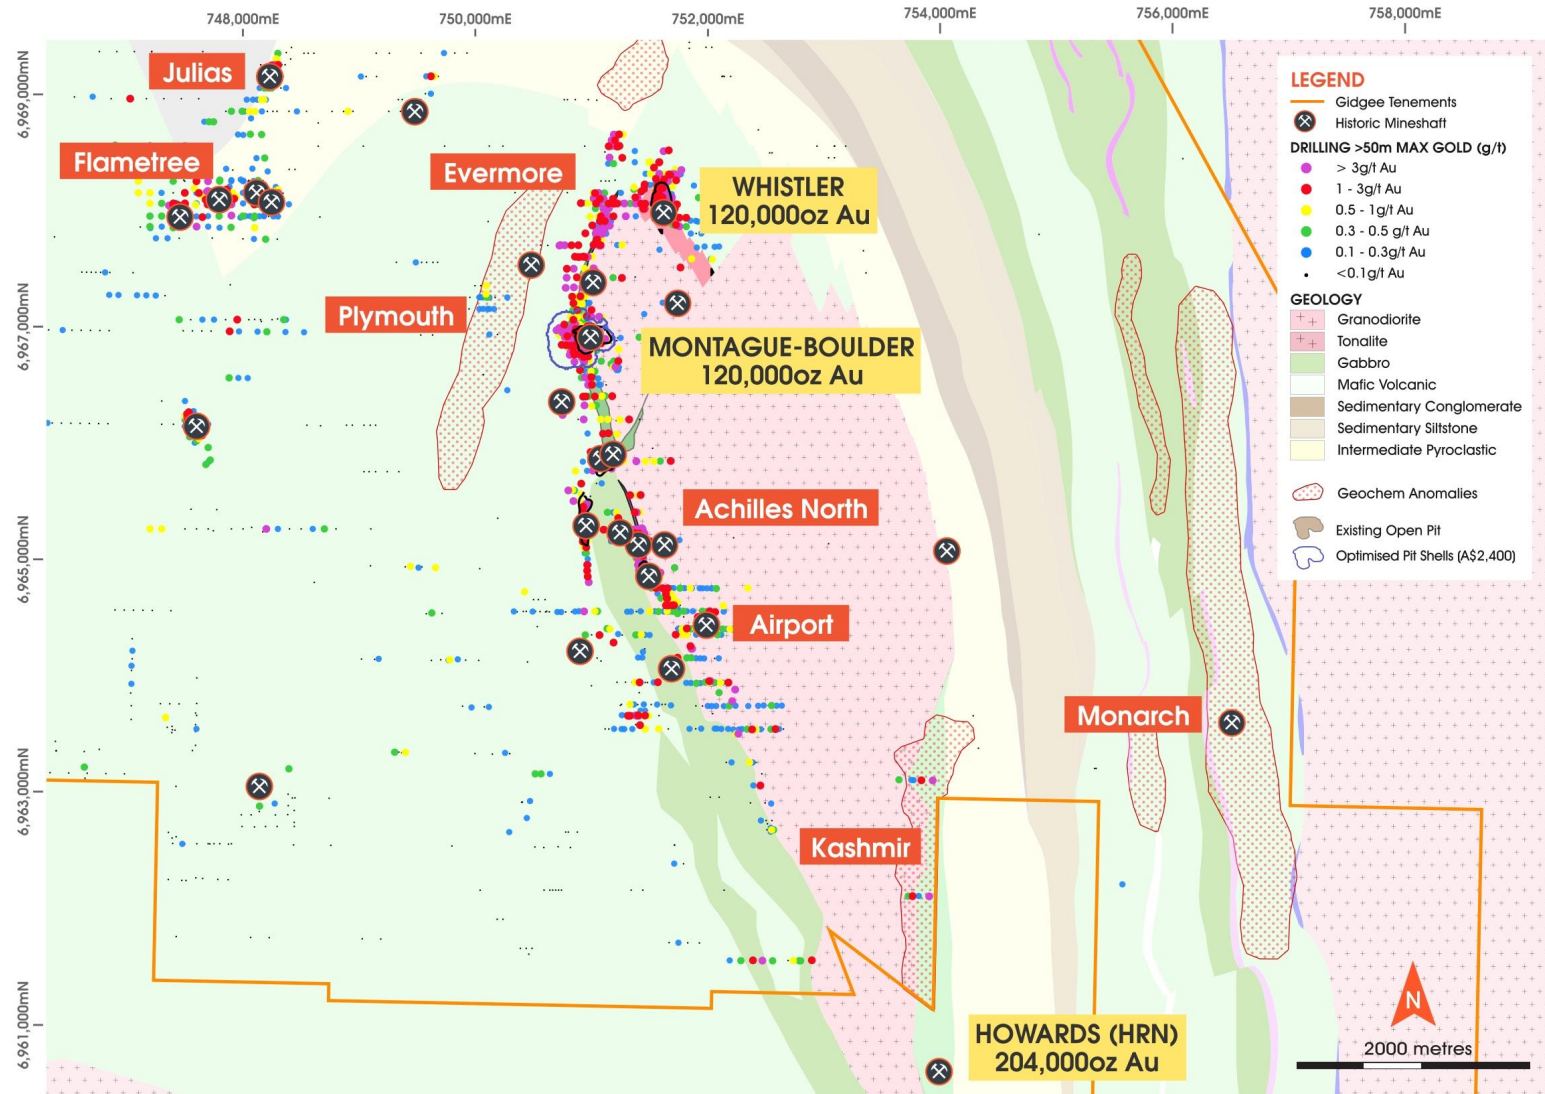 748,000mE
750,000mE
752,000mE
754,000mE
756,000mE
758,000mE
6,969,000mN
6,967,000mN
6,965,000mN
6,963,000mN
6,961,000mN
Julias
Flametree
Evermore
WHISTLER
120,000oz Au
Plymouth
MONTAGUE-BOULDER
120,000oz Au
Achilles North
Airport
Monarch
Kashmir
HOWARDS (HRN)
204,000oz Au
LEGEND
Gidgee Tenements
Historic Mineshaft
DRILLING >50m MAX GOLD (g/t)
> 3g/t Au
1 - 3g/t Au
0.5 - 1g/t Au
0.3 - 0.5 g/t Au
0.1 - 0.3g/t Au
<0.1g/t Au
GEOLOGY
Granodiorite
Tonalite
Gabbro
Mafic Volcanic
Sedimentary Conglomerate
Sedimentary Siltstone
Intermediate Pyroclastic
Geochem Anomalies
Existing Open Pit
Optimised Pit Shells (A$2,400)
N
2000 metres